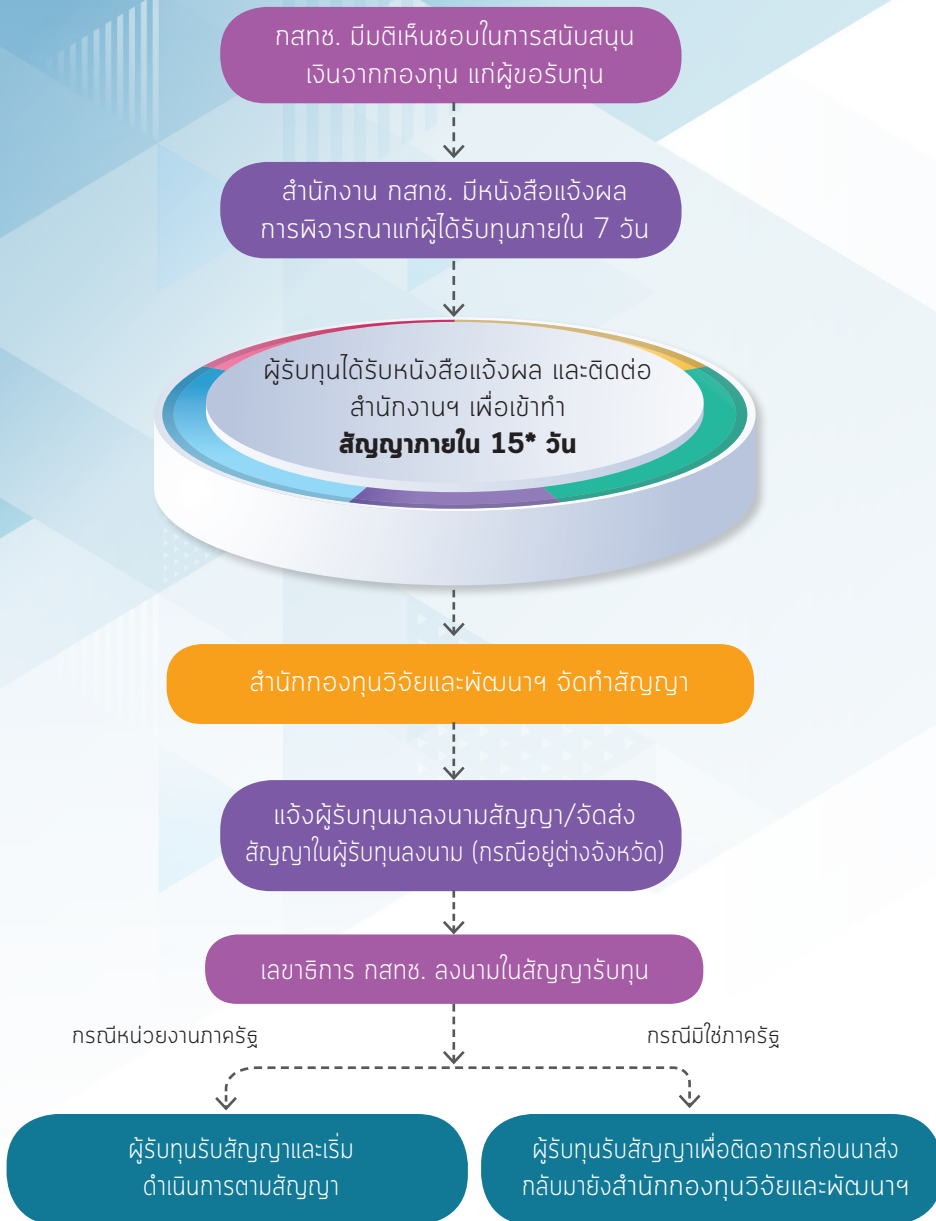 กสทช. มีมติเห็นชอบในการสนับสนุน
เงินจากกองทุน แก่ผู้ขอรับทุน
สำนักงาน กสทช. มีหนังสือแจ้งผล
การพิจารณาแก่ผู้ได้รับทุนภายใน 7 วัน
ผู้รับทุนได้รับหนังสือแจ้งผล และติดต่อ
สำนักงานฯ เพื่อเข้าทำ
สัญญาภายใน 15* วัน
สำนักกองทุนวิจัยและพัฒนาฯ จัดทำสัญญา
แจ้งผู้รับทุนมาลงนามสัญญา/จัดส่ง
สัญญาในผู้รับทุนลงนาม (กรณีอยู่ต่างจังหวัด)
เลขาธิการ กสทช. ลงนามในสัญญารับทุน
กรณีหน่วยงานภาครัฐ
กรณีมิใช่ภาครัฐ
ผู้รับทุนรับสัญญาและเริ่ม
ดำเนินการตามสัญญา
ผู้รับทุนรับสัญญาเพื่อติดอากรก่อนนาส่ง
กลับมายังสำนักกองทุนวิจัยและพัฒนาฯ